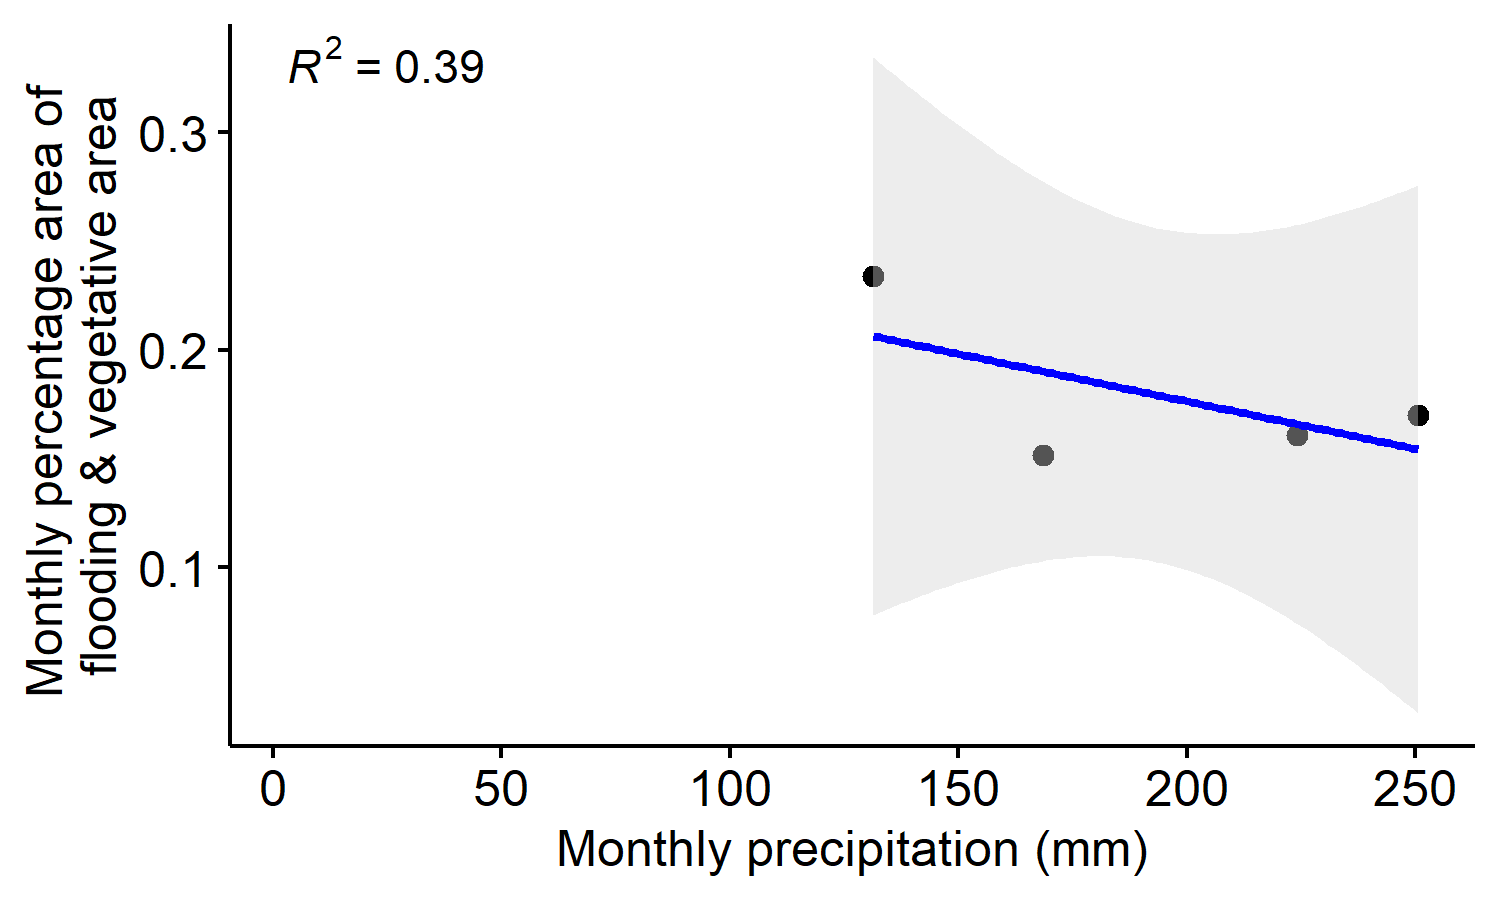 R² = 0.39
Monthly percentage area of
flooding & vegetative area
0.3
0.2
0.1
0 50 100 150 200 250
Monthly precipitation (mm)